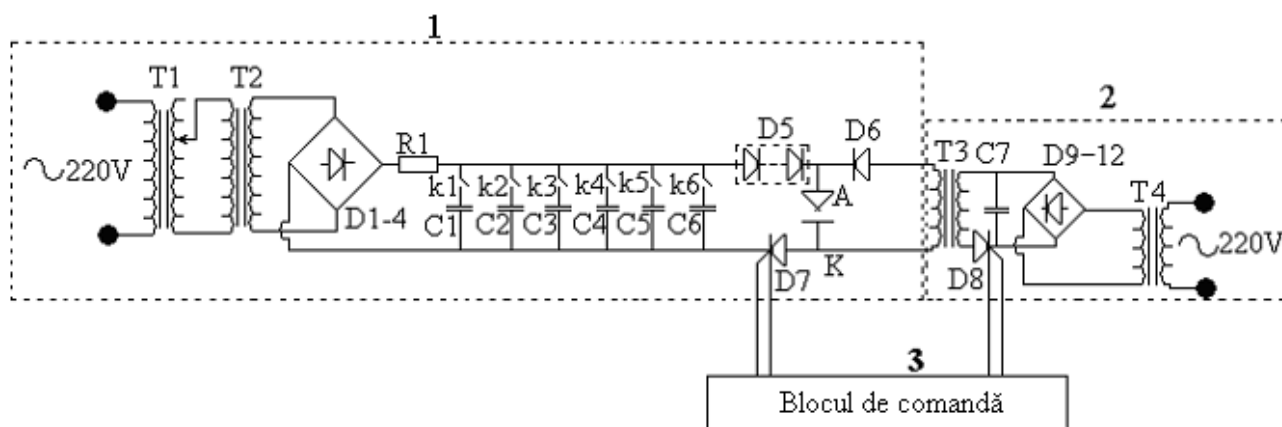 1
T1
T2
220V
D1-4
R1
k1 k2 k3 k4 k5 k6
C1 C2 C3 C4 C5 C6
D5
D6
A
K
D7
2
T3
C7
D9-12
T4
D8
220V
3
Blocul de comandă